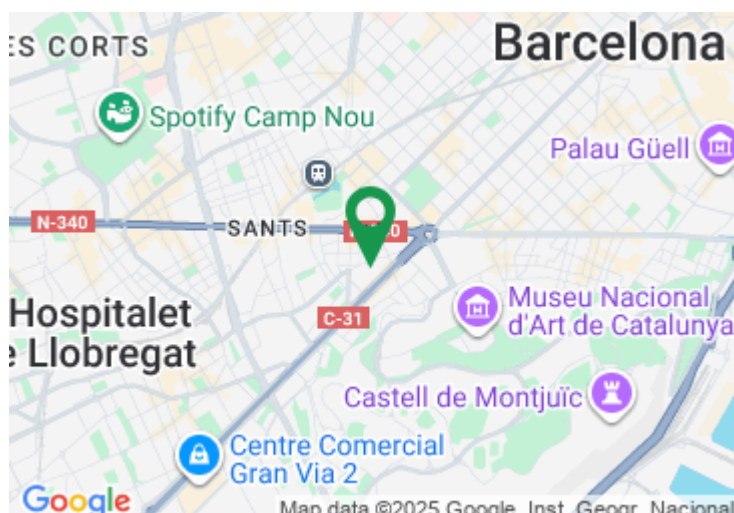 ES CORTS
Barcelona
Spotify Camp Nou
Palau Güell
N-340
SANTS
Museu Nacional
d'Art de Catalunya
C-31
Hospitalet
e Llobregat
Castell de Montjuïc
Centre Comercial
Gran Via 2
Google
Map data ©2025 Google, Inst. Geogr. Nacional